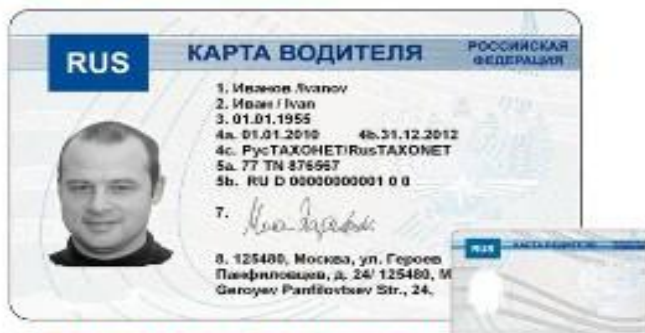 RUS
КАРТА ВОДИТЕЛЯ
РОССИЙСКАЯ
ФЕДЕРАЦИЯ
1. Иванов /Ivanov
2. Иван / Ivan
3. 01.01.1955
4a. 01.01.2010 4b.31.12.2012
4c. РусТАХОНЕТ/RusTAXONET
5a. 77 TN 876567
5b. RU D 00000000001 0 0
7.
8. 125480, Москва, ул. Героев
Панфиловцев, д. 24/ 125480, М
Geroyev Panfilovtsev Str., 24,
RUS
КАРТА ВОДИТЕЛЯ